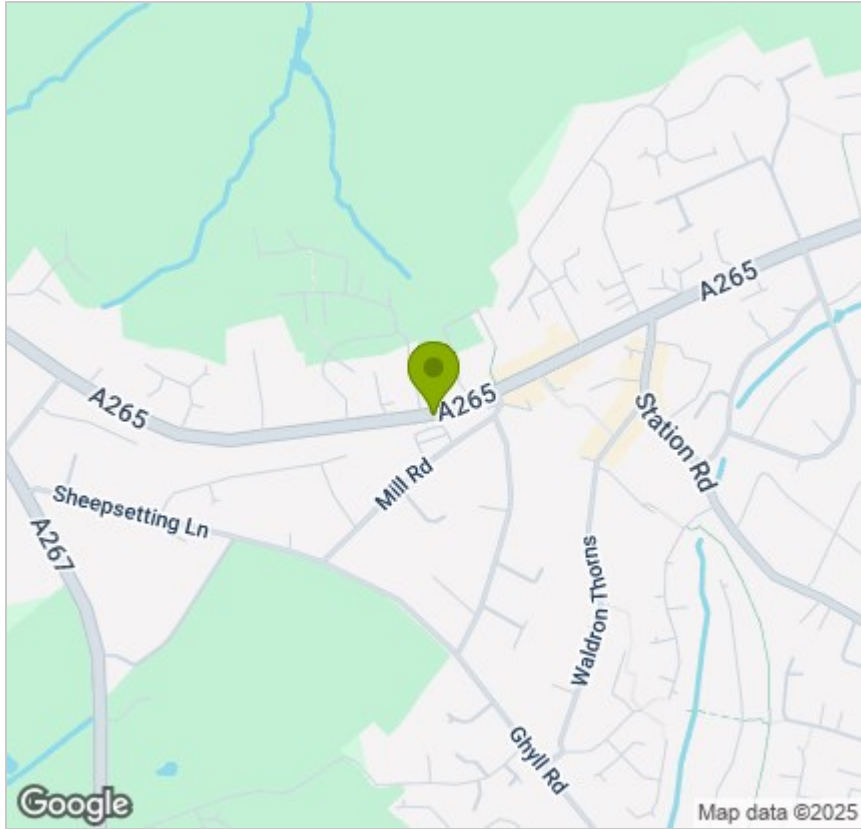 A265
A265
A265
Station Rd
Mill Rd
Sheepsetting Ln
A267
Waldron Thorns
Ghyll Rd
Google
Map data ©2025